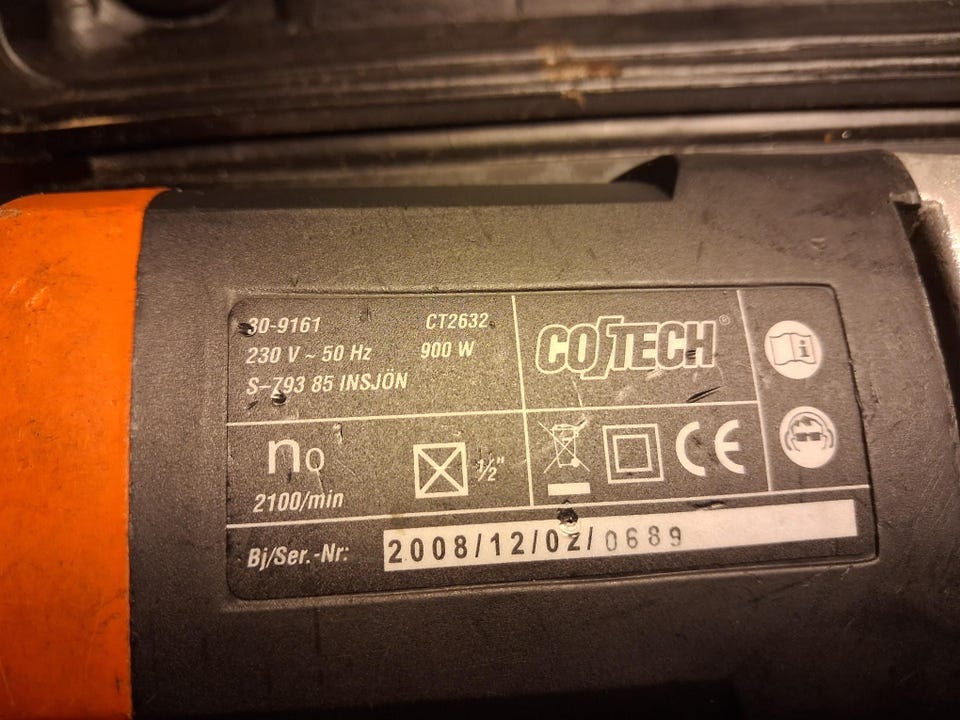 30-9161 CT2632
230 V ~ 50 Hz 900 W
S-793 85 INSJÖN
COTECH®
n0
2100/min
1/2"
CE
Bj/Ser.-Nr: 2008/12/02/0689